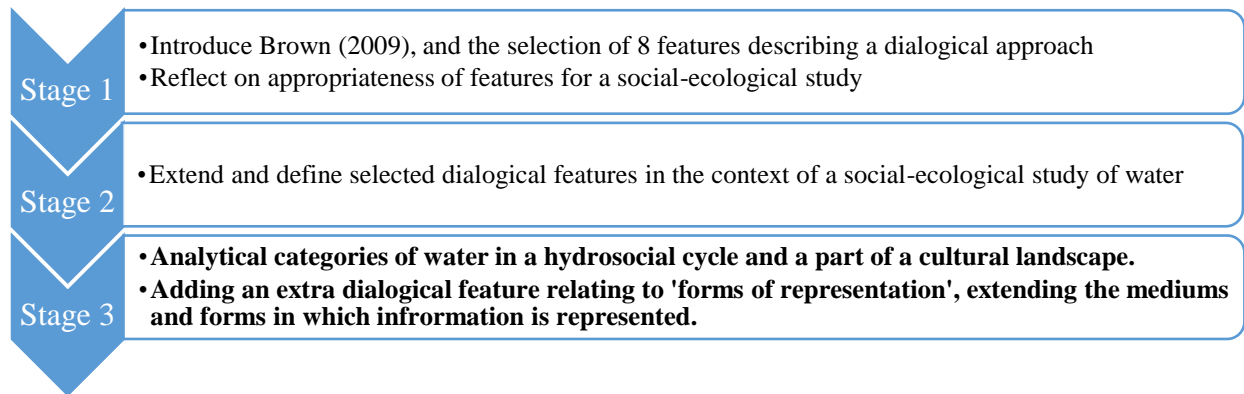 Stage 1
•Introduce Brown (2009), and the selection of 8 features describing a dialogical approach
•Reflect on appropriateness of features for a social-ecological study
Stage 2
•Extend and define selected dialogical features in the context of a social-ecological study of water
Stage 3
•Analytical categories of water in a hydrosocial cycle and a part of a cultural landscape.
•Adding an extra dialogical feature relating to 'forms of representation', extending the mediums
and forms in which infrormation is represented.